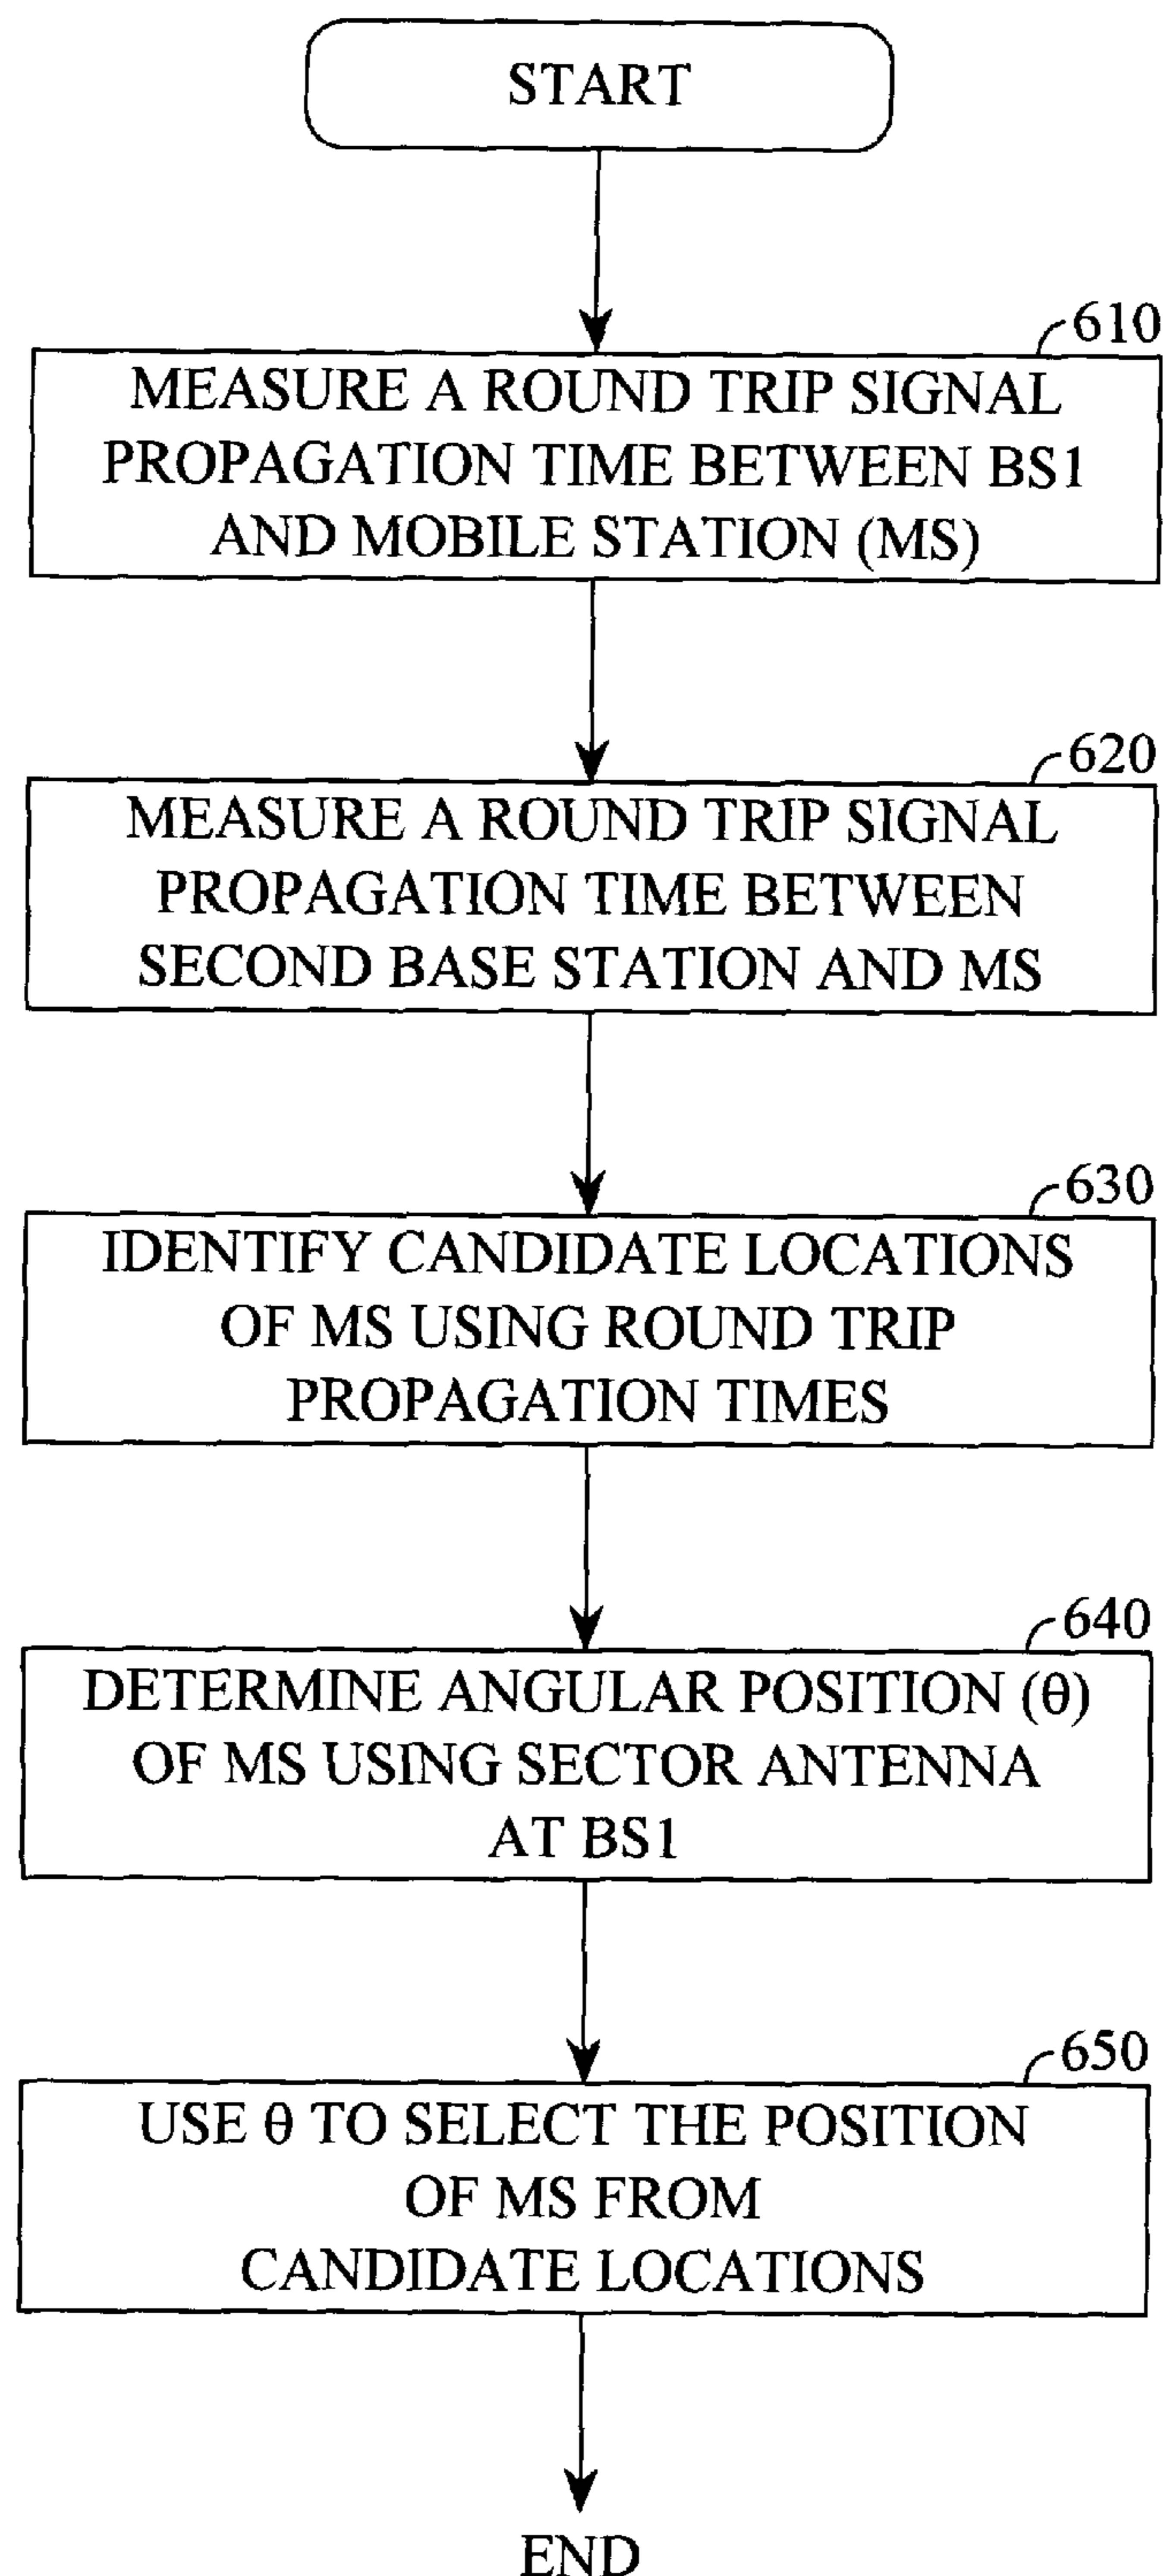 START
610
MEASURE A ROUND TRIP SIGNAL
PROPAGATION TIME BETWEEN BS1
AND MOBILE STATION (MS)
620
MEASURE A ROUND TRIP SIGNAL
PROPAGATION TIME BETWEEN
SECOND BASE STATION AND MS
630
IDENTIFY CANDIDATE LOCATIONS
OF MS USING ROUND TRIP
PROPAGATION TIMES
640
DETERMINE ANGULAR POSITION (θ)
OF MS USING SECTOR ANTENNA
AT BS1
650
USE θ TO SELECT THE POSITION
OF MS FROM
CANDIDATE LOCATIONS
END